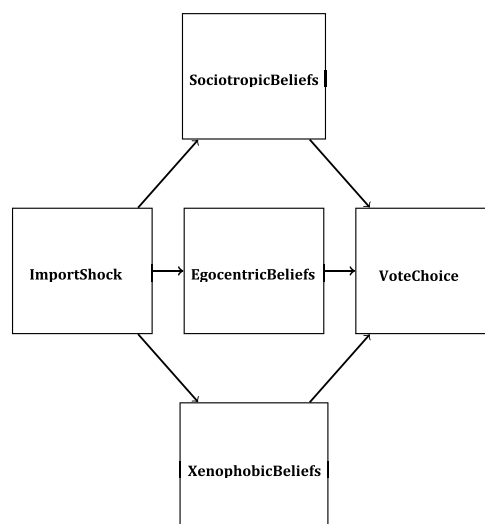 SociotropicBeliefs
ImportShock
EgocentricBeliefs
VoteChoice
XenophobicBeliefs